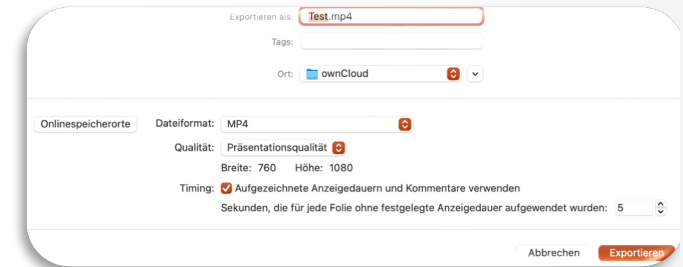 Exportieren als: Test.mp4
Tags:
Ort: ownCloud
Onlinespeicherorte Dateiformat: MP4
Qualität: Präsentationsqualität
Breite: 760 Höhe: 1080
Timing: Aufgezeichnete Anzeigedauern und Kommentare verwenden
Sekunden, die für jede Folie ohne festgelegte Anzeigedauer aufgewendet wurden: 5
Abbrechen Exportieren